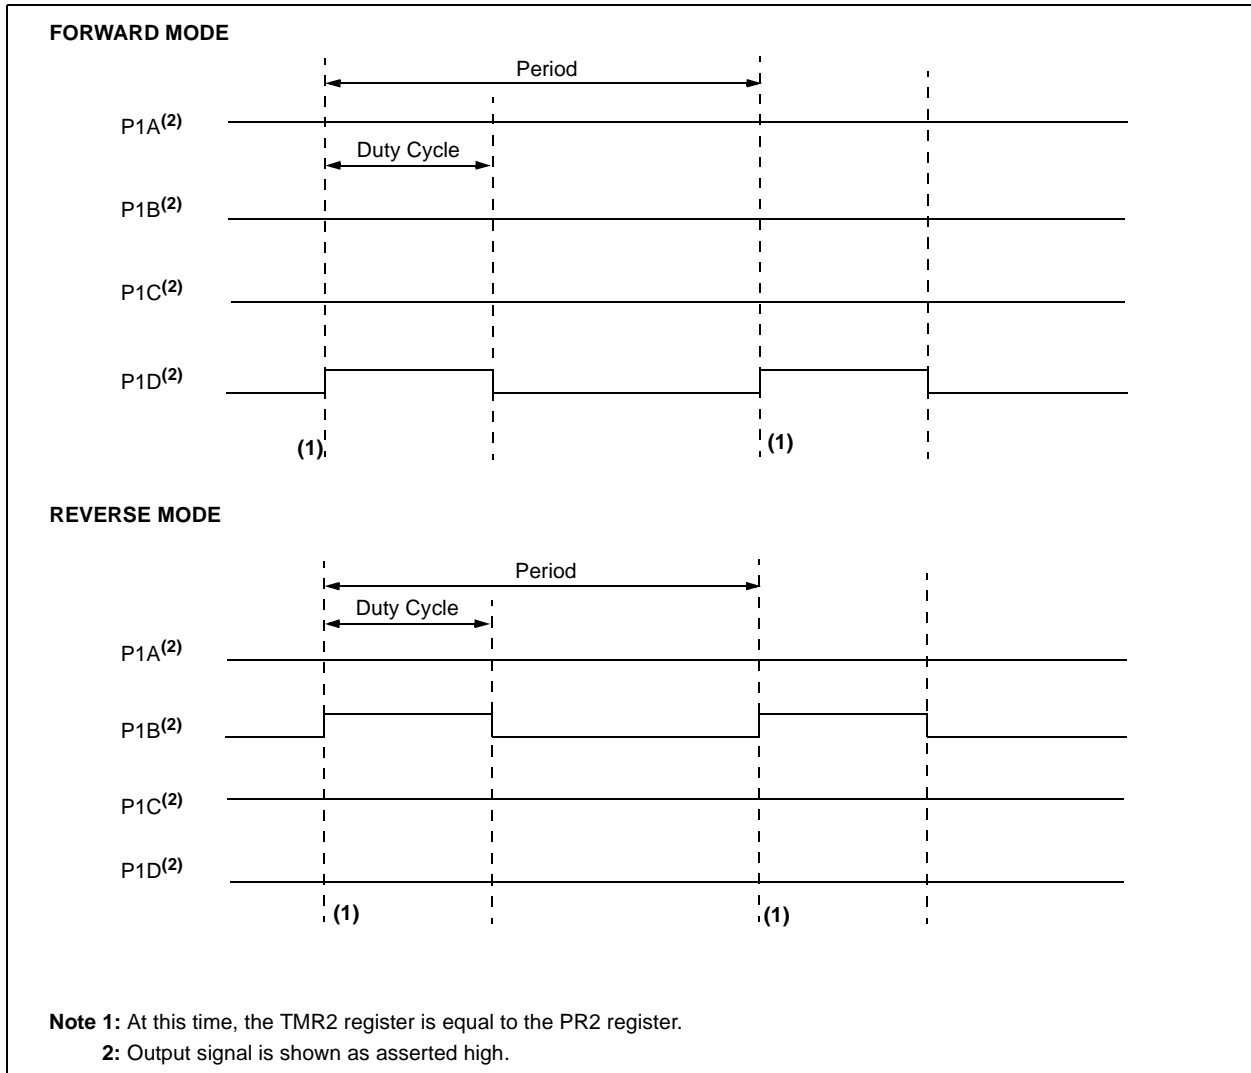 FORWARD MODE
Period
P1A(2)
Duty Cycle
P1B(2)
P1C(2)
P1D(2)
(1)
(1)
REVERSE MODE
Period
Duty Cycle
P1A(2)
P1B(2)
P1C(2)
P1D(2)
(1)
(1)
Note 1: At this time, the TMR2 register is equal to the PR2 register.
2: Output signal is shown as asserted high.